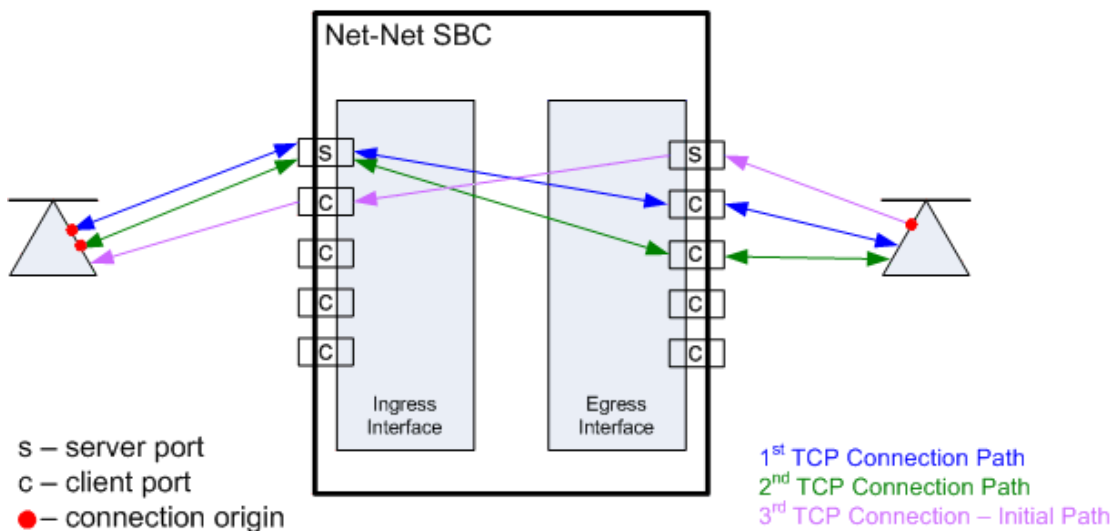 Net-Net SBC
S
C
C
C
C
S
C
C
C
C
Ingress
Interface
Egress
Interface
s – server port
c – client port
– connection origin
1st TCP Connection Path
2nd TCP Connection Path
3rd TCP Connection – Initial Path